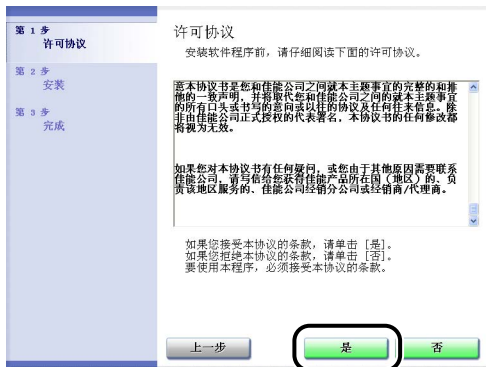 第 1 步
许可协议
第 2 步
安装
第 3 步
完成
许可协议
安装软件程序前，请仔细阅读下面的许可协议。
意本协议书是您和佳能公司之间就本主题事宜的完整的和排
他的一致声明，并将取代您和佳能公司之间的就本主题事宜
的所有口头或书写的意向或以往的协议及任何往来信息。除
非由佳能公司正式授权的代表署名，本协议书的任何修改都
将视为无效。
如果您对本协议书有任何疑问，或您由于其他原因需要联系
佳能公司，请写信给您获得佳能产品所在国（地区）的、负
责该地区服务的、佳能公司经销分公司或经销商/代理商。
如果您接受本协议的条款，请单击 [是]。
如果您拒绝本协议的条款，请单击 [否]。
要使用本程序，必须接受本协议的条款。
上一步
是
否